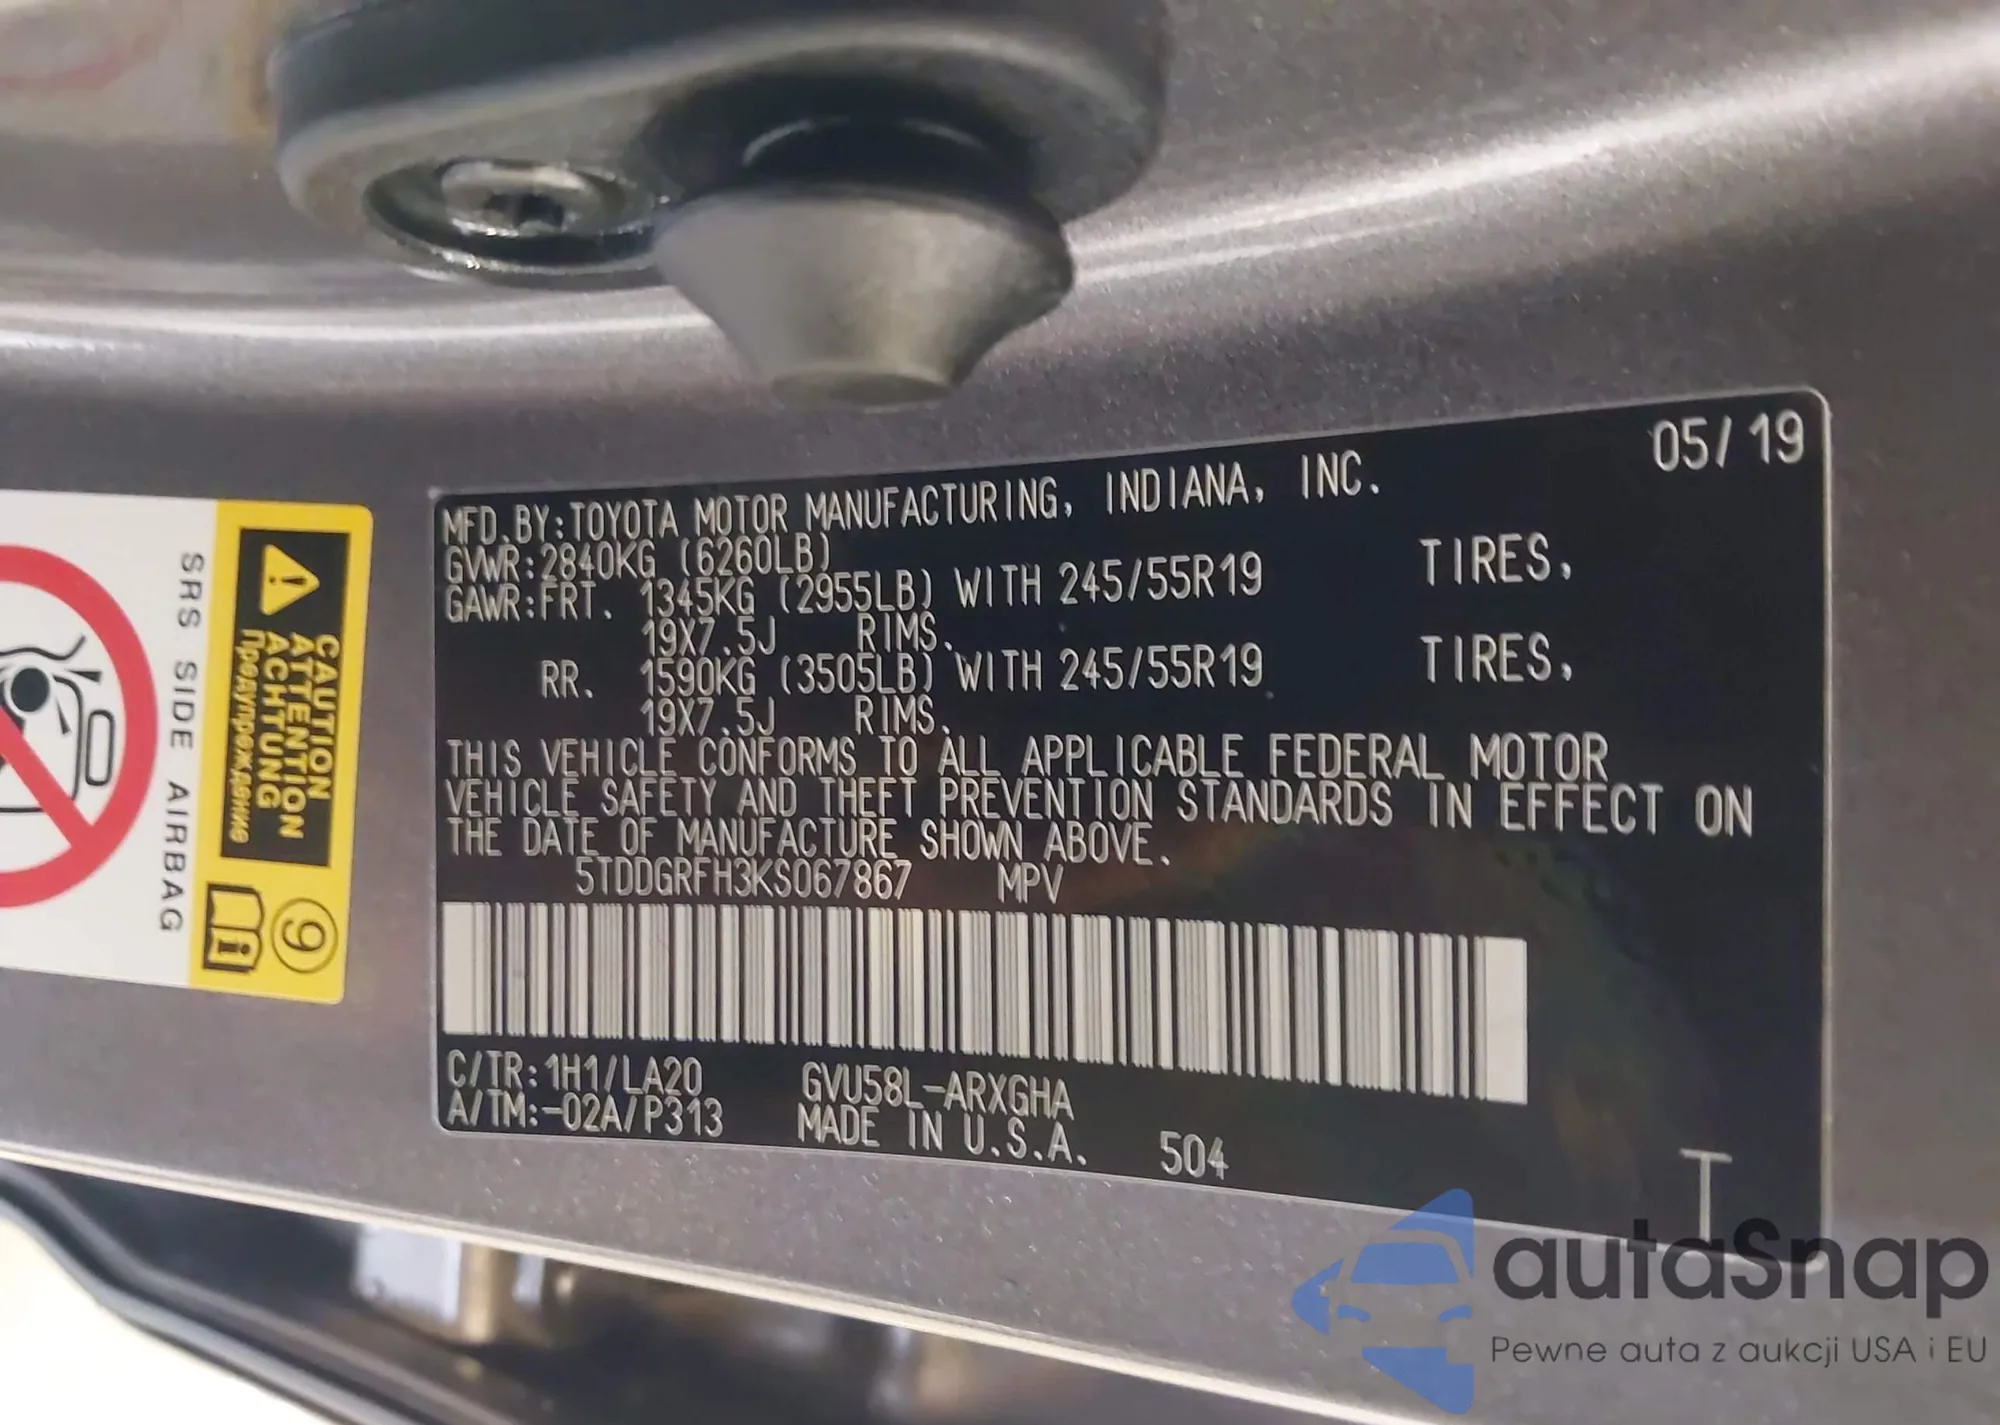 05/19
MFD.BY:TOYOTA MOTOR MANUFACTURING, INDIANA, INC.
GVWR:2840KG (6260LB)
GAWR:FRT. 1345KG (2955LB) WITH 245/55R19 TIRES,
19X7.5J RIMS.
RR. 1590KG (3505LB) WITH 245/55R19 TIRES,
19X7.5J RIMS.
THIS VEHICLE CONFORMS TO ALL APPLICABLE FEDERAL MOTOR
VEHICLE SAFETY AND THEFT PREVENTION STANDARDS IN EFFECT ON
THE DATE OF MANUFACTURE SHOWN ABOVE.
5TDDGRFH3KS067867 MPV
C/TR:1H1/LA20 GVU58L-ARXGHA
A/TM:-02A/P313 MADE IN U.S.A. 504
T
CAUTION
ATTENTION
ACHTUNG
Предупреждение
SRS SIDE AIRBAG
9
i
autaSnap
Pewne auta z aukcji USA i EU